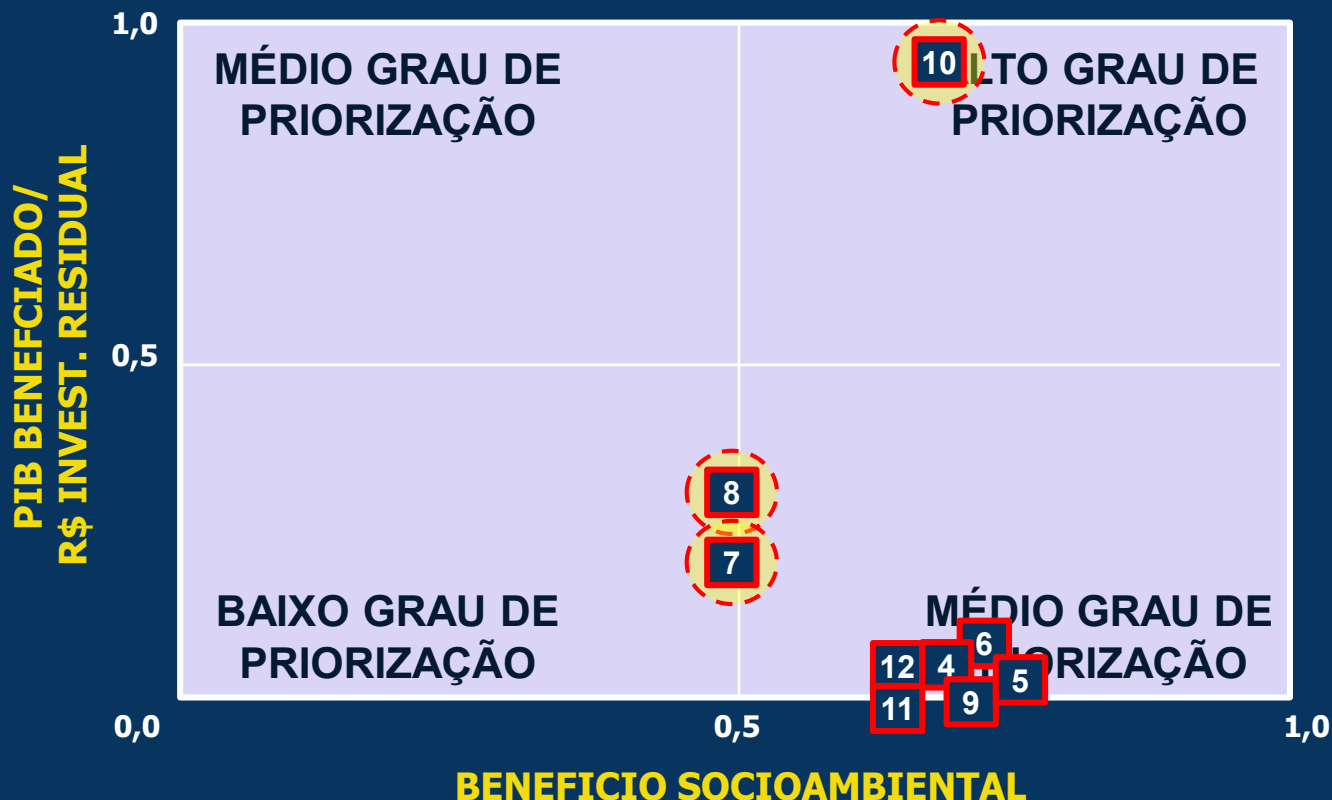 1,0
MÉDIO GRAU DE
PRIORIZAÇÃO
10
LTO GRAU DE
PRIORIZAÇÃO
PIB BENEFCIADO/
R$ INVEST. RESIDUAL
0,5
8
7
BAIXO GRAU DE
PRIORIZAÇÃO
MÉDIO GRAU DE
ORIZAÇÃO
6
12
4
5
11
9
0,0
0,5
1,0
BENEFICIO SOCIOAMBIENTAL